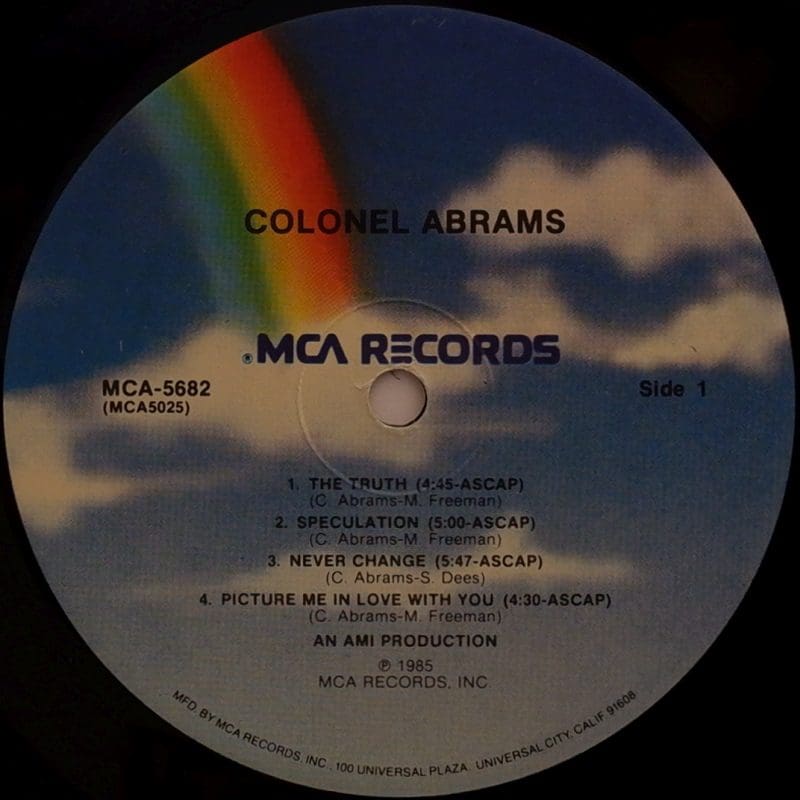 COLONEL ABRAMS
®MCA RECORDS
MCA-5682
(MCA5025)
Side 1
1. THE TRUTH (4:45-ASCAP)
(C. Abrams-M. Freeman)
2. SPECULATION (5:00-ASCAP)
(C. Abrams-M. Freeman)
3. NEVER CHANGE (5:47-ASCAP)
(C. Abrams-S. Dees)
4. PICTURE ME IN LOVE WITH YOU (4:30-ASCAP)
(C. Abrams-M. Freeman)
AN AMI PRODUCTION
℗ 1985
MCA RECORDS, INC
MFD. BY MCA RECORDS, INC., 100 UNIVERSAL PLAZA. UNIVERSAL CITY, CALIF 91608